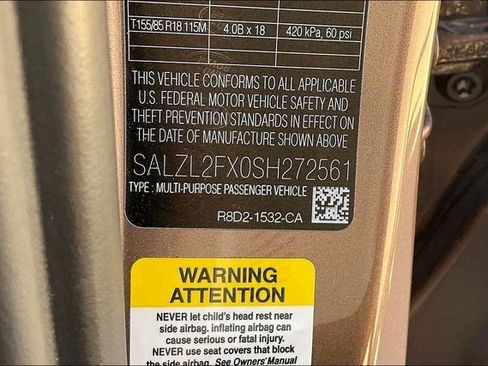 T155/85 R18 115M 4.0B x 18 420 kPa, 60 psi
THIS VEHICLE CONFORMS TO ALL APPLICABLE
U.S. FEDERAL MOTOR VEHICLE SAFETY AND
THEFT PREVENTION STANDARDS IN EFFECT ON
THE DATE OF MANUFACTURE SHOWN ABOVE
SALZL2FX0SH272561
TYPE : MULTI-PURPOSE PASSENGER VEHICLE
R8D2-1532-CA
WARNING
ATTENTION
NEVER let child's head rest near
side airbag. inflating airbag can
cause serious or fatal injury.
NEVER use seat covers that block
the side airbag. See Owners' Manual